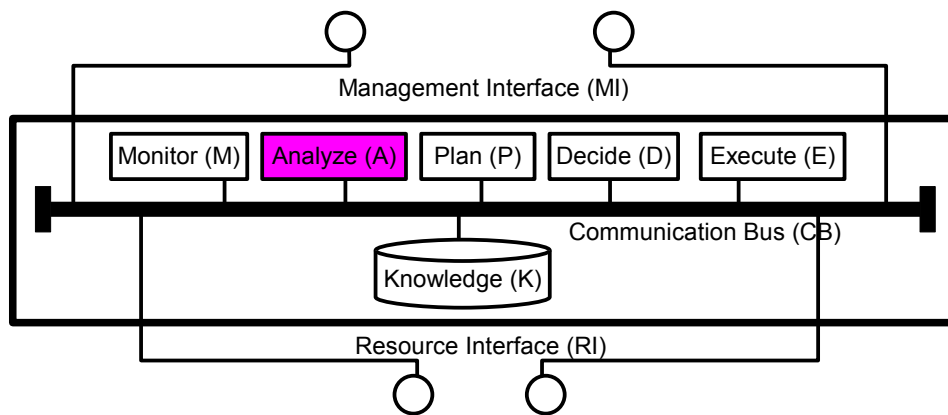 Management Interface (MI)
Monitor (M)
Analyze (A)
Plan (P)
Decide (D)
Execute (E)
Communication Bus (CB)
Knowledge (K)
Resource Interface (RI)